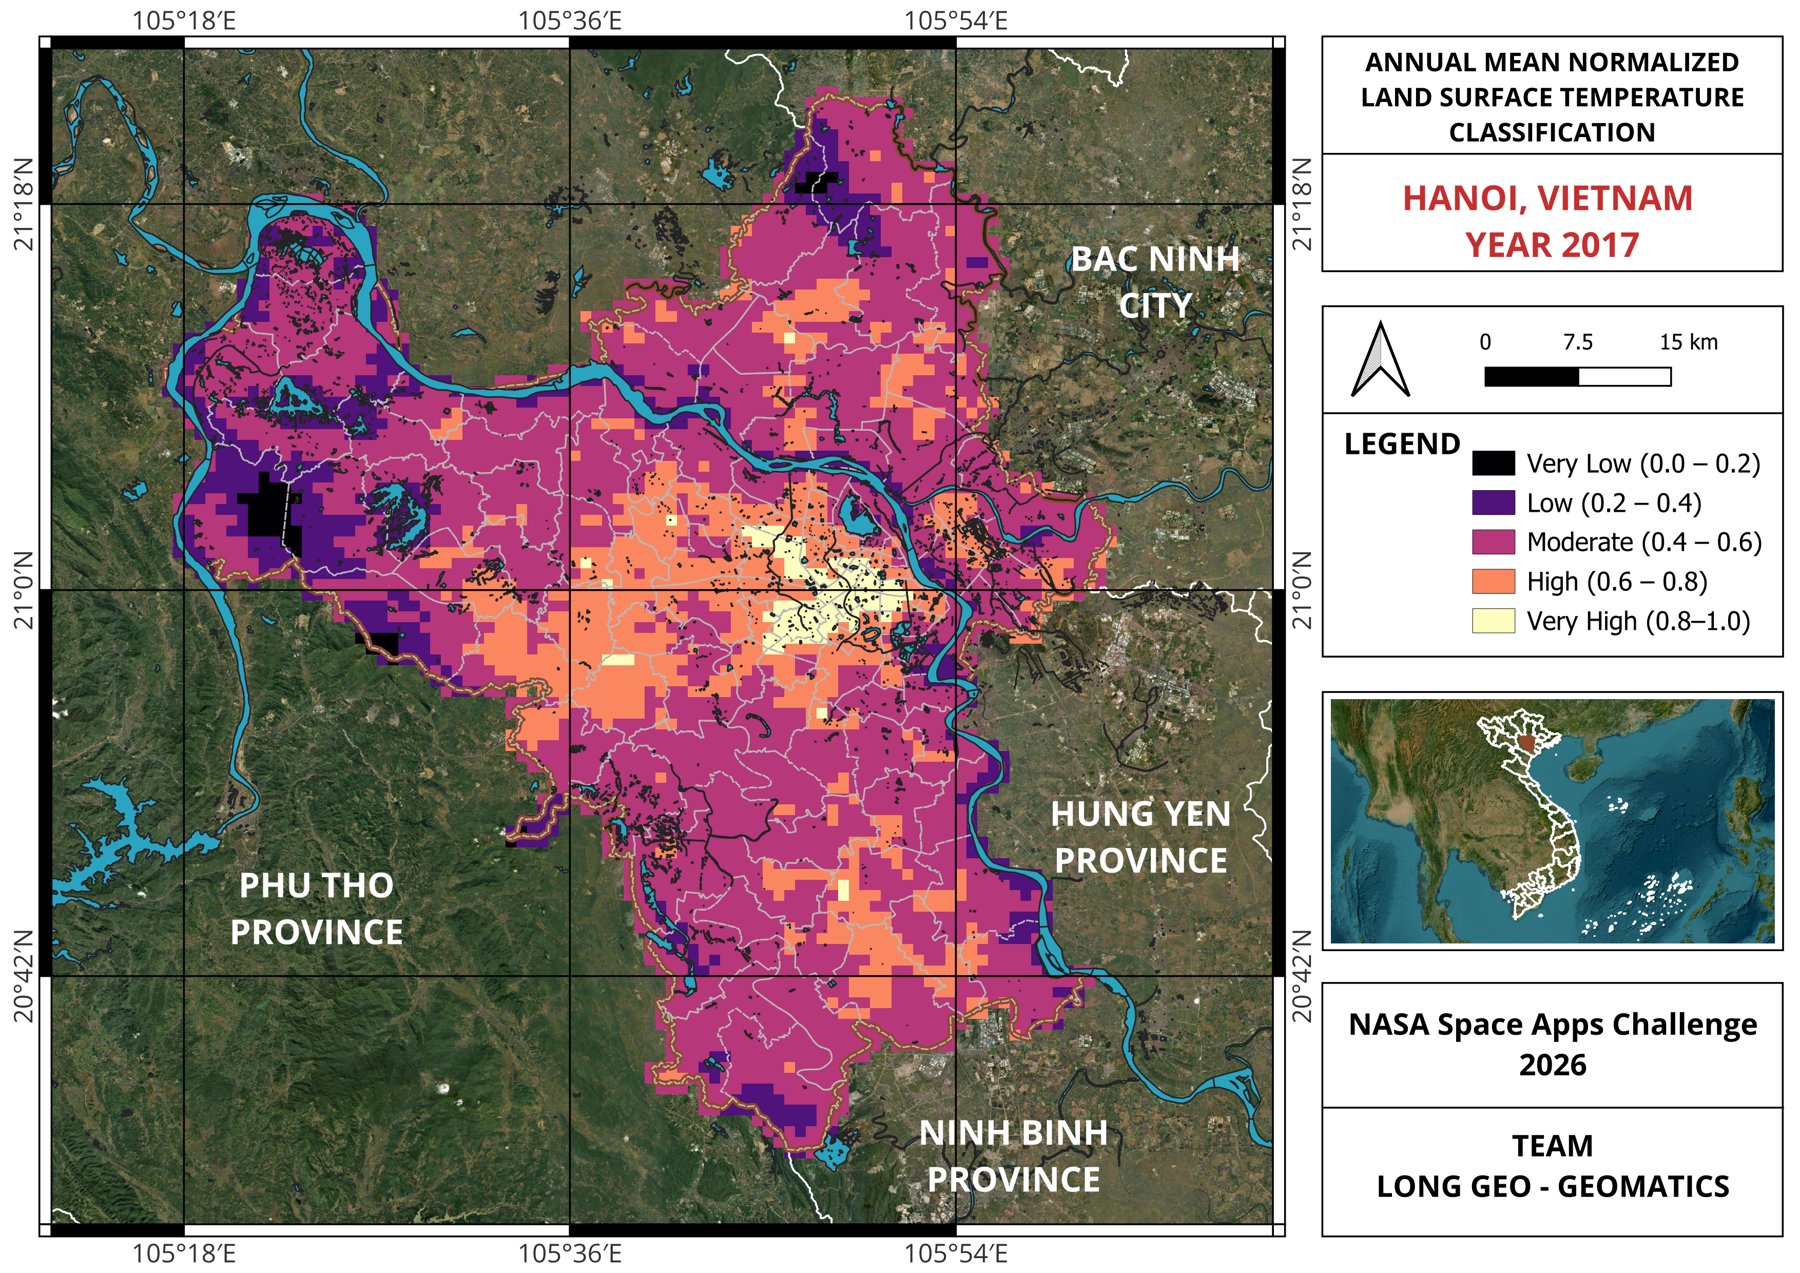 105°18′E
105°36′E
105°54′E
21°18′N
21°0′N
20°42′N
BAC NINH
CITY
HUNG YEN
PROVINCE
PHU THO
PROVINCE
NINH BINH
PROVINCE
21°18′N
21°0′N
20°42′N
105°18′E
105°36′E
105°54′E
ANNUAL MEAN NORMALIZED
LAND SURFACE TEMPERATURE
CLASSIFICATION
HANOI, VIETNAM
YEAR 2017
0 7.5 15 km
LEGEND
Very Low (0.0 – 0.2)
Low (0.2 – 0.4)
Moderate (0.4 – 0.6)
High (0.6 – 0.8)
Very High (0.8–1.0)
NASA Space Apps Challenge
2026
TEAM
LONG GEO - GEOMATICS